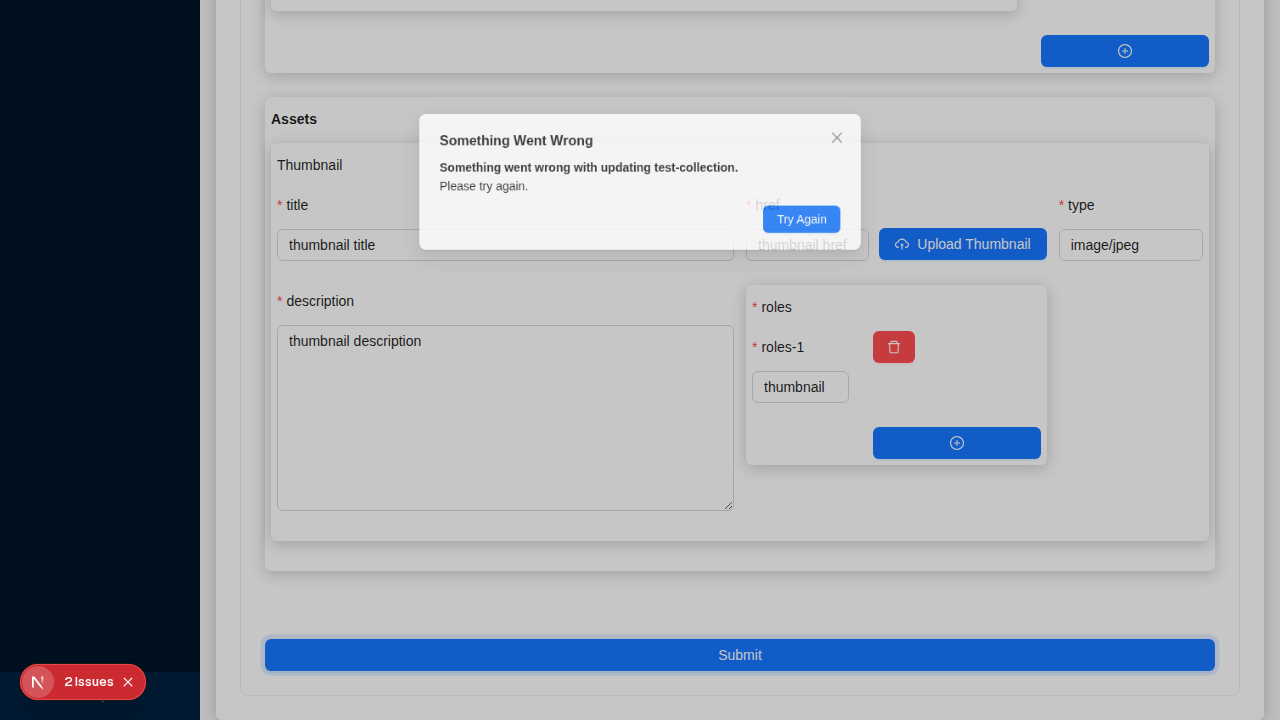 Assets
Something Went Wrong
Something went wrong with updating test-collection.
Please try again.
Try Again
Thumbnail
* title
* href
* type
thumbnail title
thumbnail href
Upload Thumbnail
image/jpeg
* description
* roles
thumbnail description
* roles-1
thumbnail
Submit
N 2 Issues